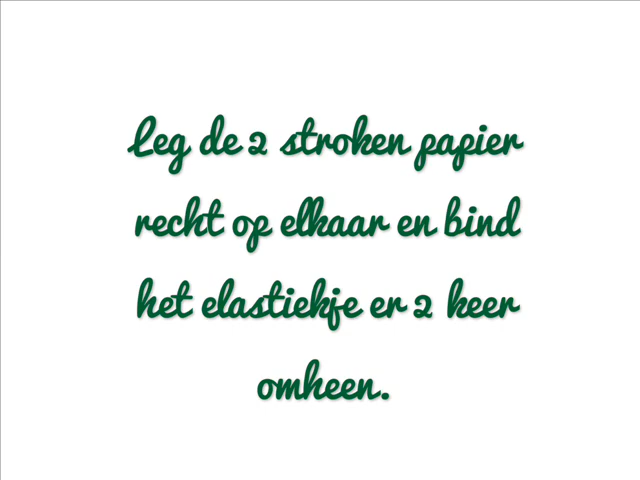 Leg de 2 stroken papier
recht op elkaar en bind
het elastiekje er 2 keer
omheen.